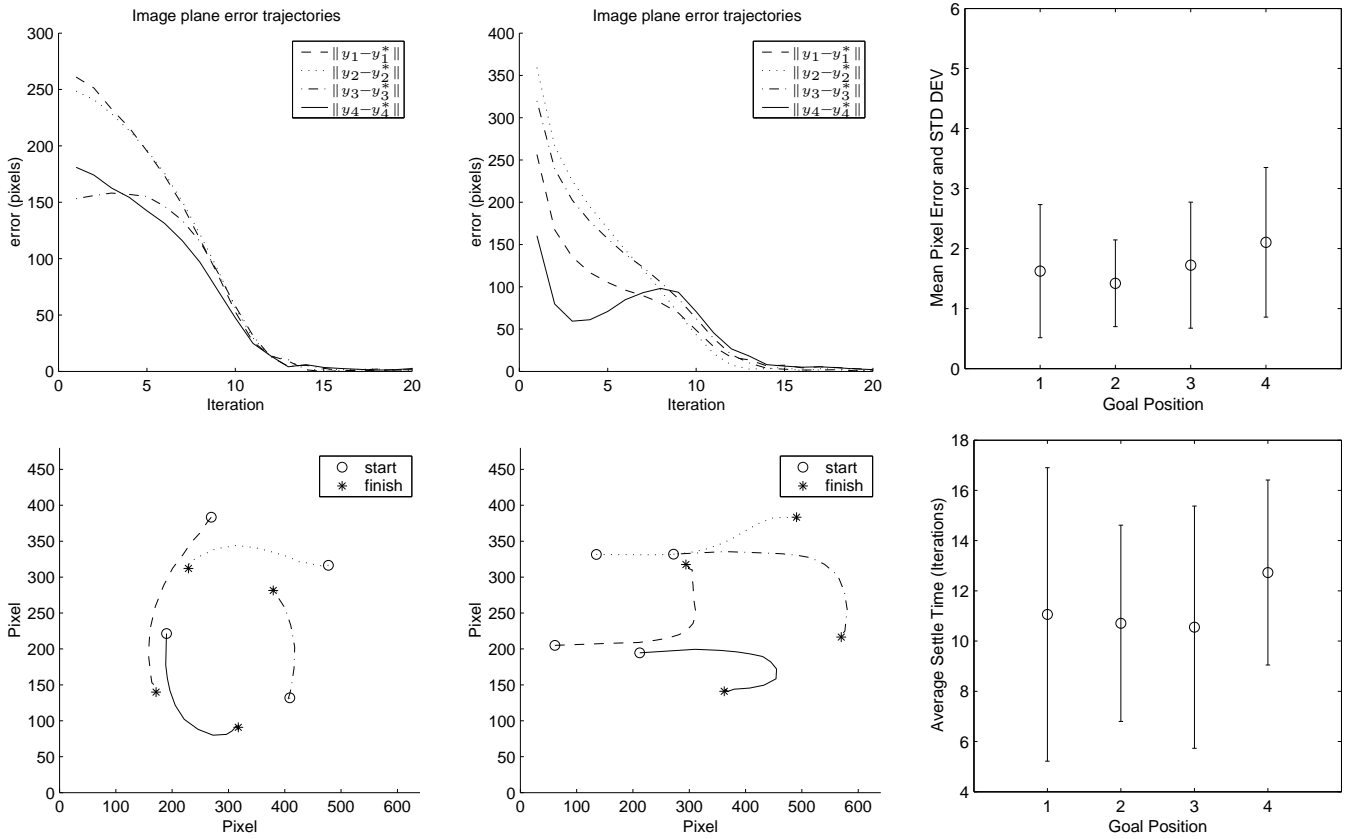 Image plane error trajectories
300
250
200
150
100
50
0
error (pixels)
0 5 10 15 20
Iteration
‖ y₁−y₁* ‖
‖ y₂−y₂* ‖
‖ y₃−y₃* ‖
‖ y₄−y₄* ‖
Image plane error trajectories
400
350
300
250
200
150
100
50
0
error (pixels)
0 5 10 15 20
Iteration
‖ y₁−y₁* ‖
‖ y₂−y₂* ‖
‖ y₃−y₃* ‖
‖ y₄−y₄* ‖
6
5
4
3
2
1
0
Mean Pixel Error and STD DEV
1 2 3 4
Goal Position
450
400
350
300
250
200
150
100
50
0
Pixel
0 100 200 300 400 500 600
Pixel
start
finish
450
400
350
300
250
200
150
100
50
0
Pixel
0 100 200 300 400 500 600
Pixel
start
finish
18
16
14
12
10
8
6
4
Average Settle Time (Iterations)
1 2 3 4
Goal Position